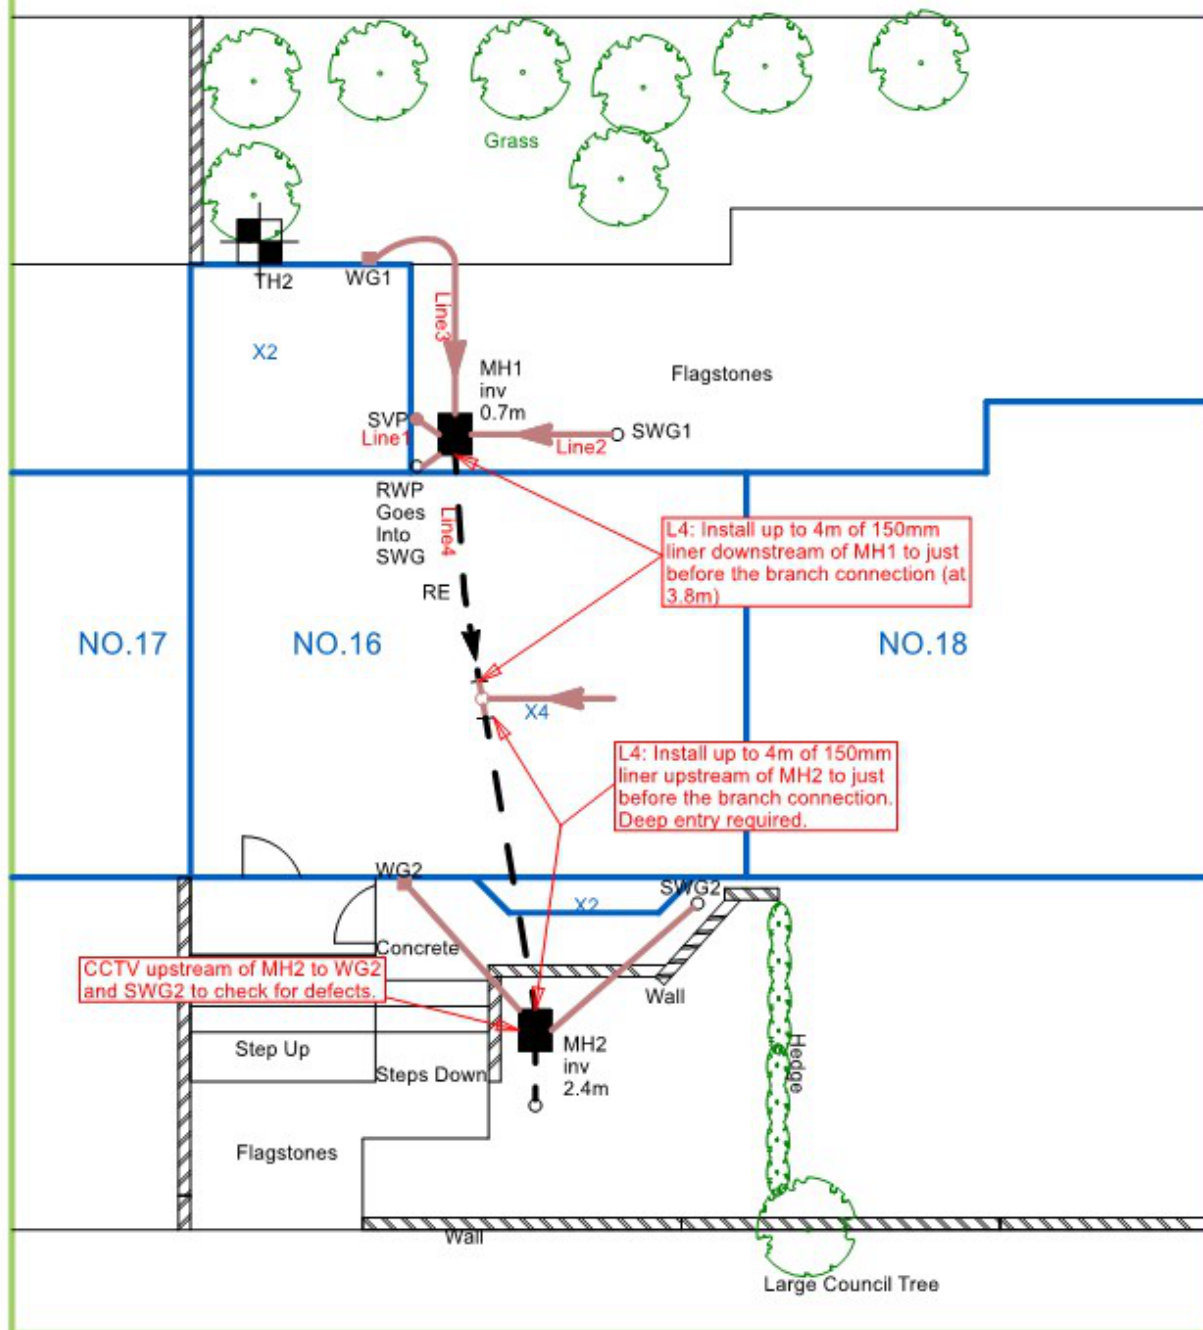 Grass
TH2
WG1
Line3
X2
MH1
inv
0.7m
Flagstones
SVP
Line1
Line2
SWG1
RWP
Goes
Into
SWG
Line4
RE
L4: Install up to 4m of 150mm
liner downstream of MH1 to just
before the branch connection (at
3.8m)
NO.17
NO.16
NO.18
X4
L4: Install up to 4m of 150mm
liner upstream of MH2 to just
before the branch connection.
Deep entry required.
WG2
SWG2
X2
Concrete
CCTV upstream of MH2 to WG2
and SWG2 to check for defects.
Wall
Step Up
Steps Down
MH2
inv
2.4m
Hedge
Flagstones
Wall
Large Council Tree